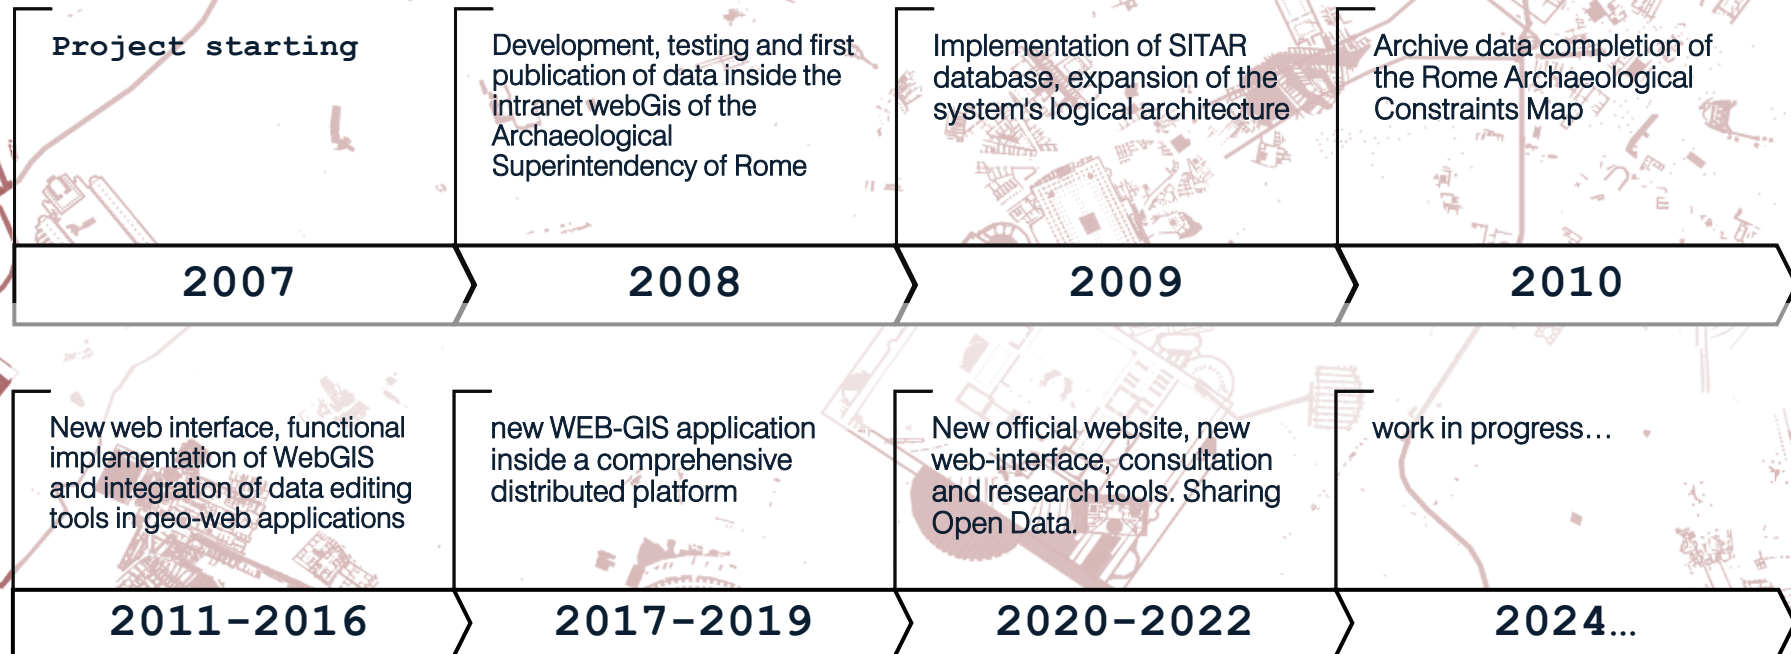 Project starting
Development, testing and first
publication of data inside the
intranet webGis of the
Archaeological
Superintendency of Rome
Implementation of SITAR
database, expansion of the
system's logical architecture
Archive data completion of
the Rome Archaeological
Constraints Map
2007
2008
2009
2010
New web interface, functional
implementation of WebGIS
and integration of data editing
tools in geo-web applications
new WEB-GIS application
inside a comprehensive
distributed platform
New official website, new
web-interface, consultation
and research tools. Sharing
Open Data.
work in progress...
2011-2016
2017-2019
2020-2022
2024...